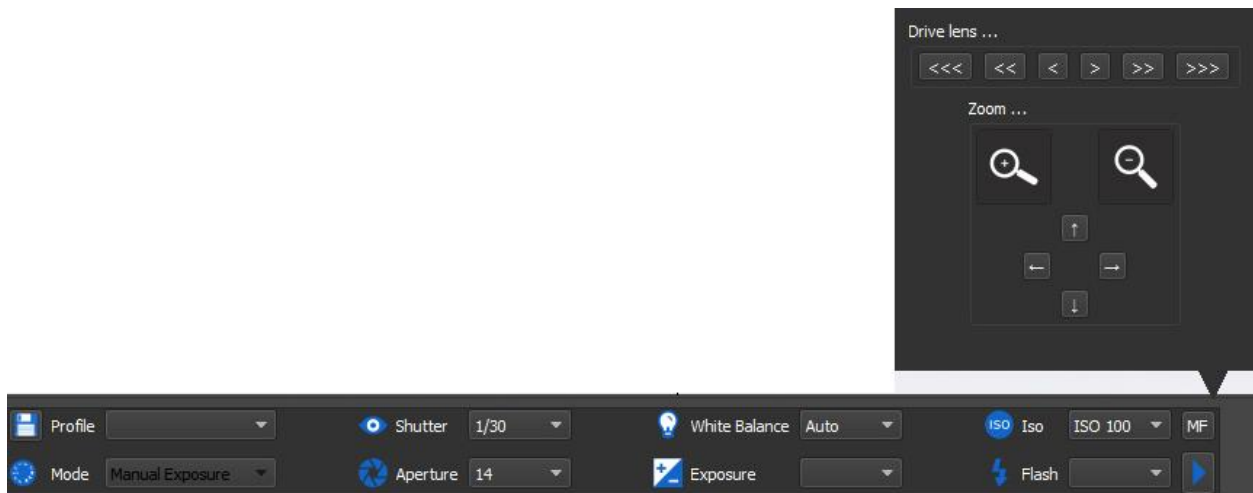 Drive lens ...
<<< << < > >> >>>
Zoom ...
↑
← →
↓
Profile Shutter 1/30 White Balance Auto ISO Iso ISO 100 MF
Mode Manual Exposure Aperture 14 Exposure Flash